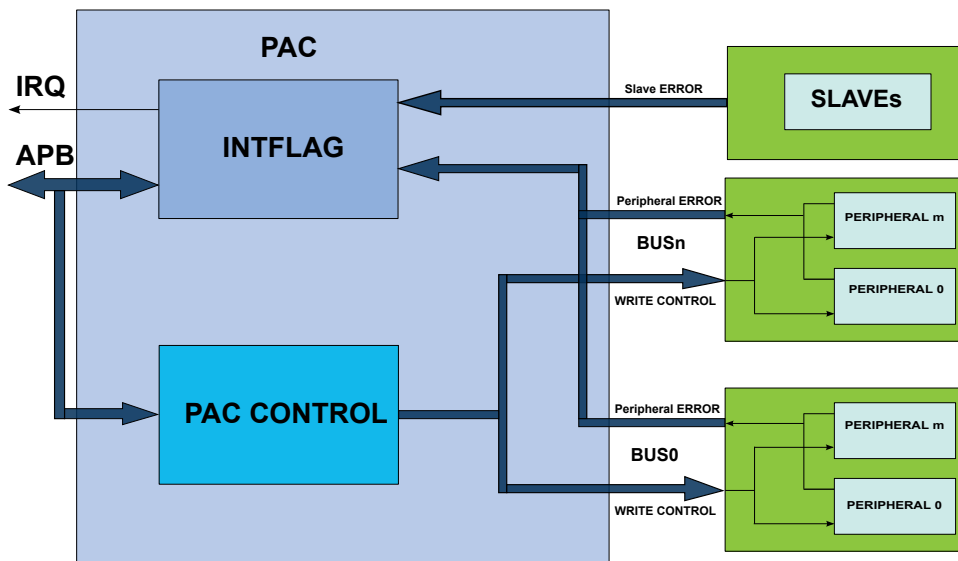 PAC
IRQ
APB
INTFLAG
PAC CONTROL
Slave ERROR
SLAVEs
Peripheral ERROR
BUSn
WRITE CONTROL
PERIPHERAL m
PERIPHERAL 0
Peripheral ERROR
BUS0
WRITE CONTROL
PERIPHERAL m
PERIPHERAL 0